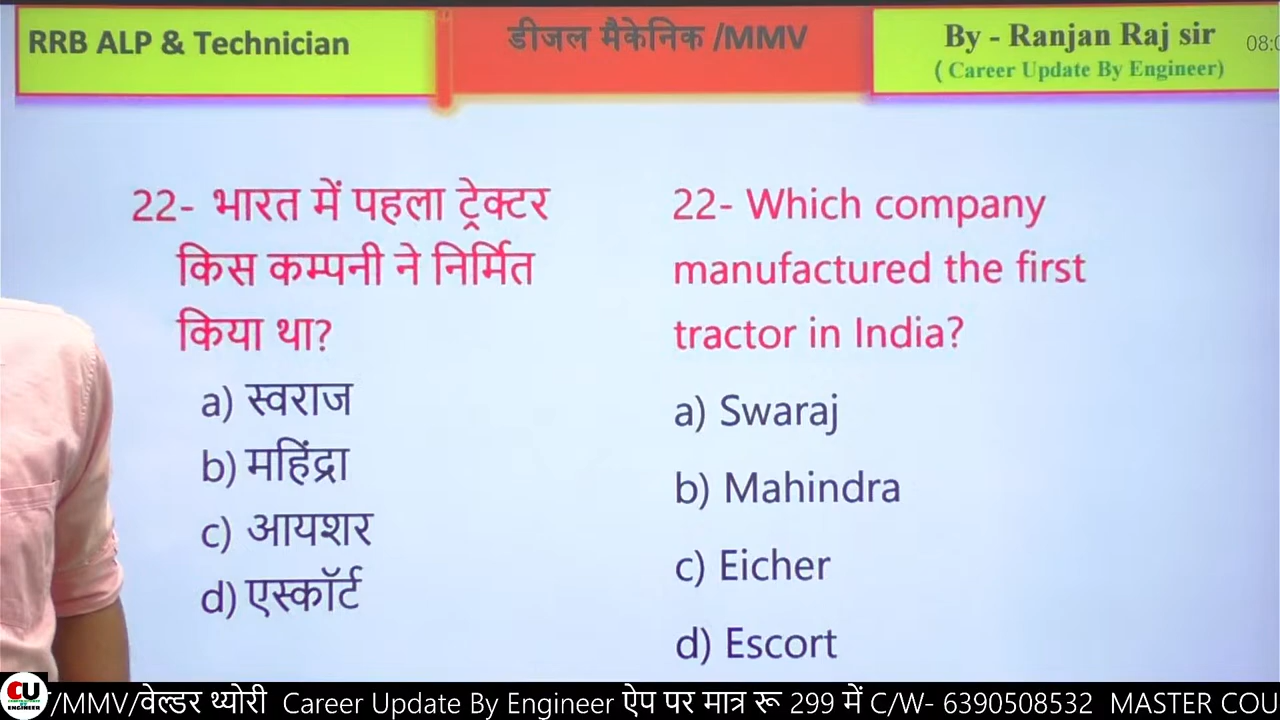 RRB ALP & Technician
डीजल मैकेनिक /MMV
By - Ranjan Raj sir
( Career Update By Engineer)
22- भारत में पहला ट्रेक्टर
किस कम्पनी ने निर्मित
किया था?
a) स्वराज
b) महिंद्रा
c) आयशर
d) एस्कॉर्ट
22- Which company
manufactured the first
tractor in India?
a) Swaraj
b) Mahindra
c) Eicher
d) Escort
CU
ENGINEER
/MMV/वेल्डर थ्योरी Career Update By Engineer ऐप पर मात्र रू 299 में C/W- 6390508532 MASTER COU